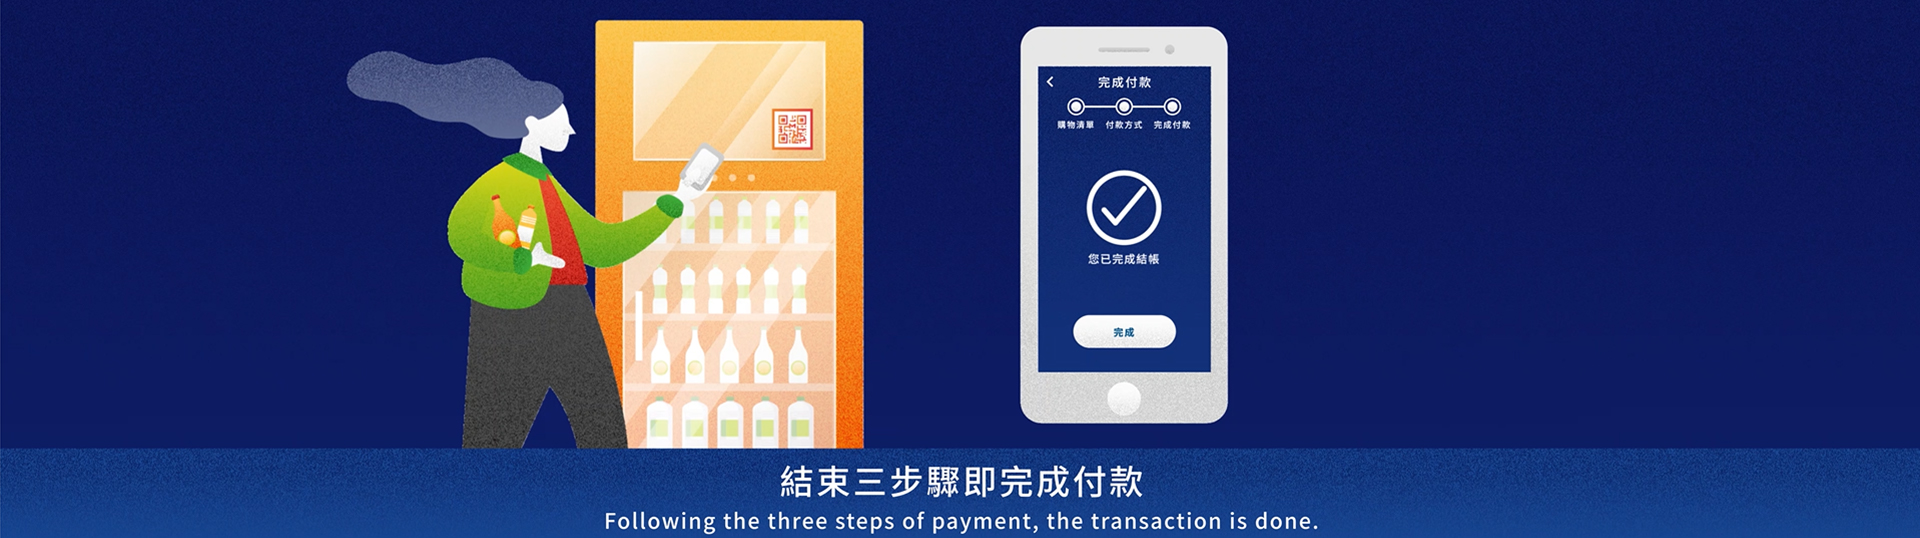 完成付款
購物清單 付款方式 完成付款
您已完成結帳
完成
結束三步驟即完成付款
Following the three steps of payment, the transaction is done.